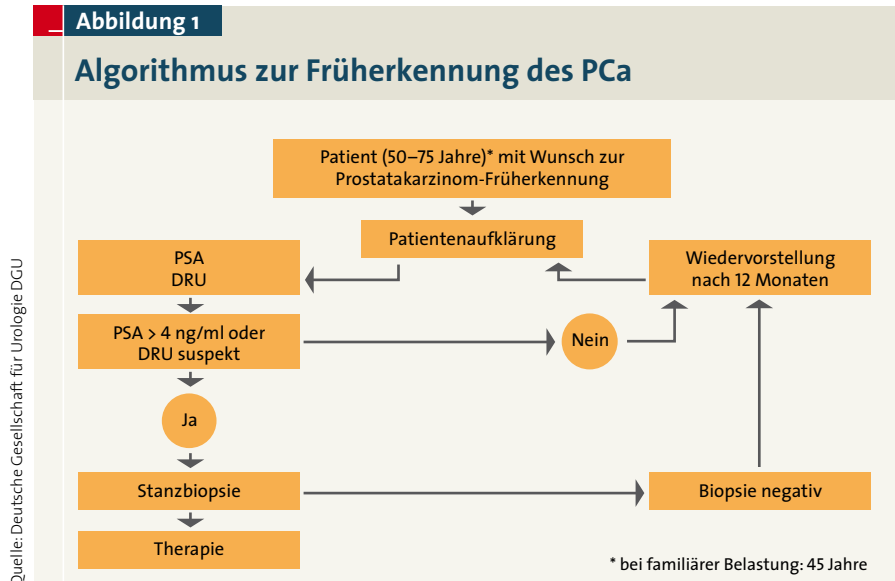 Abbildung 1
Algorithmus zur Früherkennung des PCa
Patient (50–75 Jahre)* mit Wunsch zur
Prostatakarzinom-Früherkennung
Patientenaufklärung
PSA
DRU
Wiedervorstellung
nach 12 Monaten
PSA > 4 ng/ml oder
DRU suspekt
Nein
Ja
Stanzbiopsie
Biopsie negativ
Therapie
* bei familiärer Belastung: 45 Jahre
Quelle: Deutsche Gesellschaft für Urologie DGU